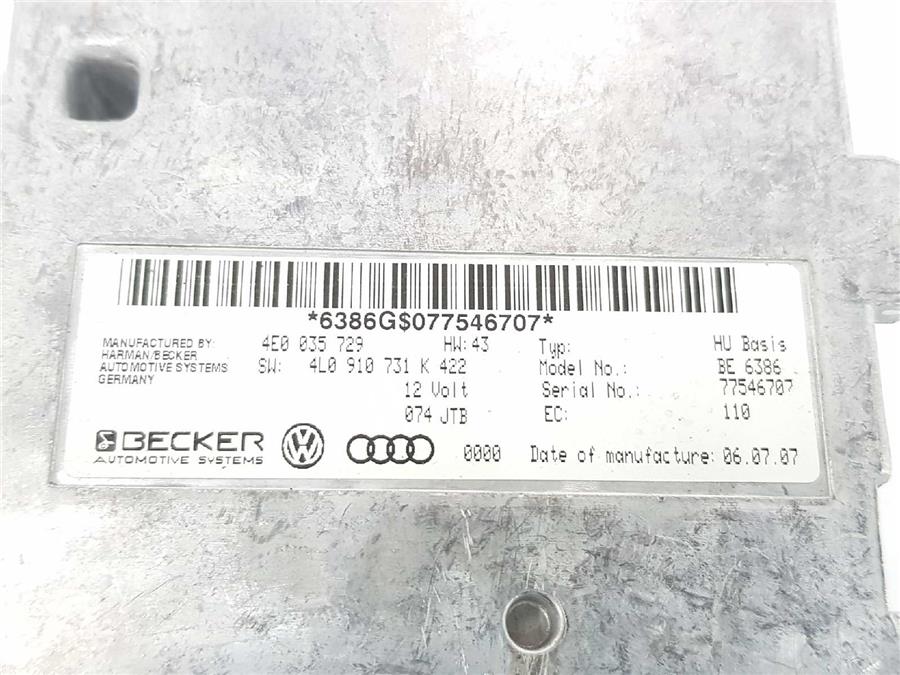 *6386G$077546707*
MANUFACTURED BY:
HARMAN/BECKER
AUTOMOTIVE SYSTEMS
GERMANY
4E0 035 729 HW:43
SW: 4L0 910 731 K 422
12 Volt
074 JTB
Typ: HU Basis
Model No.: BE 6386
Serial No.: 77546707
EC: 110
BECKER
AUTOMOTIVE SYSTEMS
VW
0000 Date of manufacture: 06.07.07